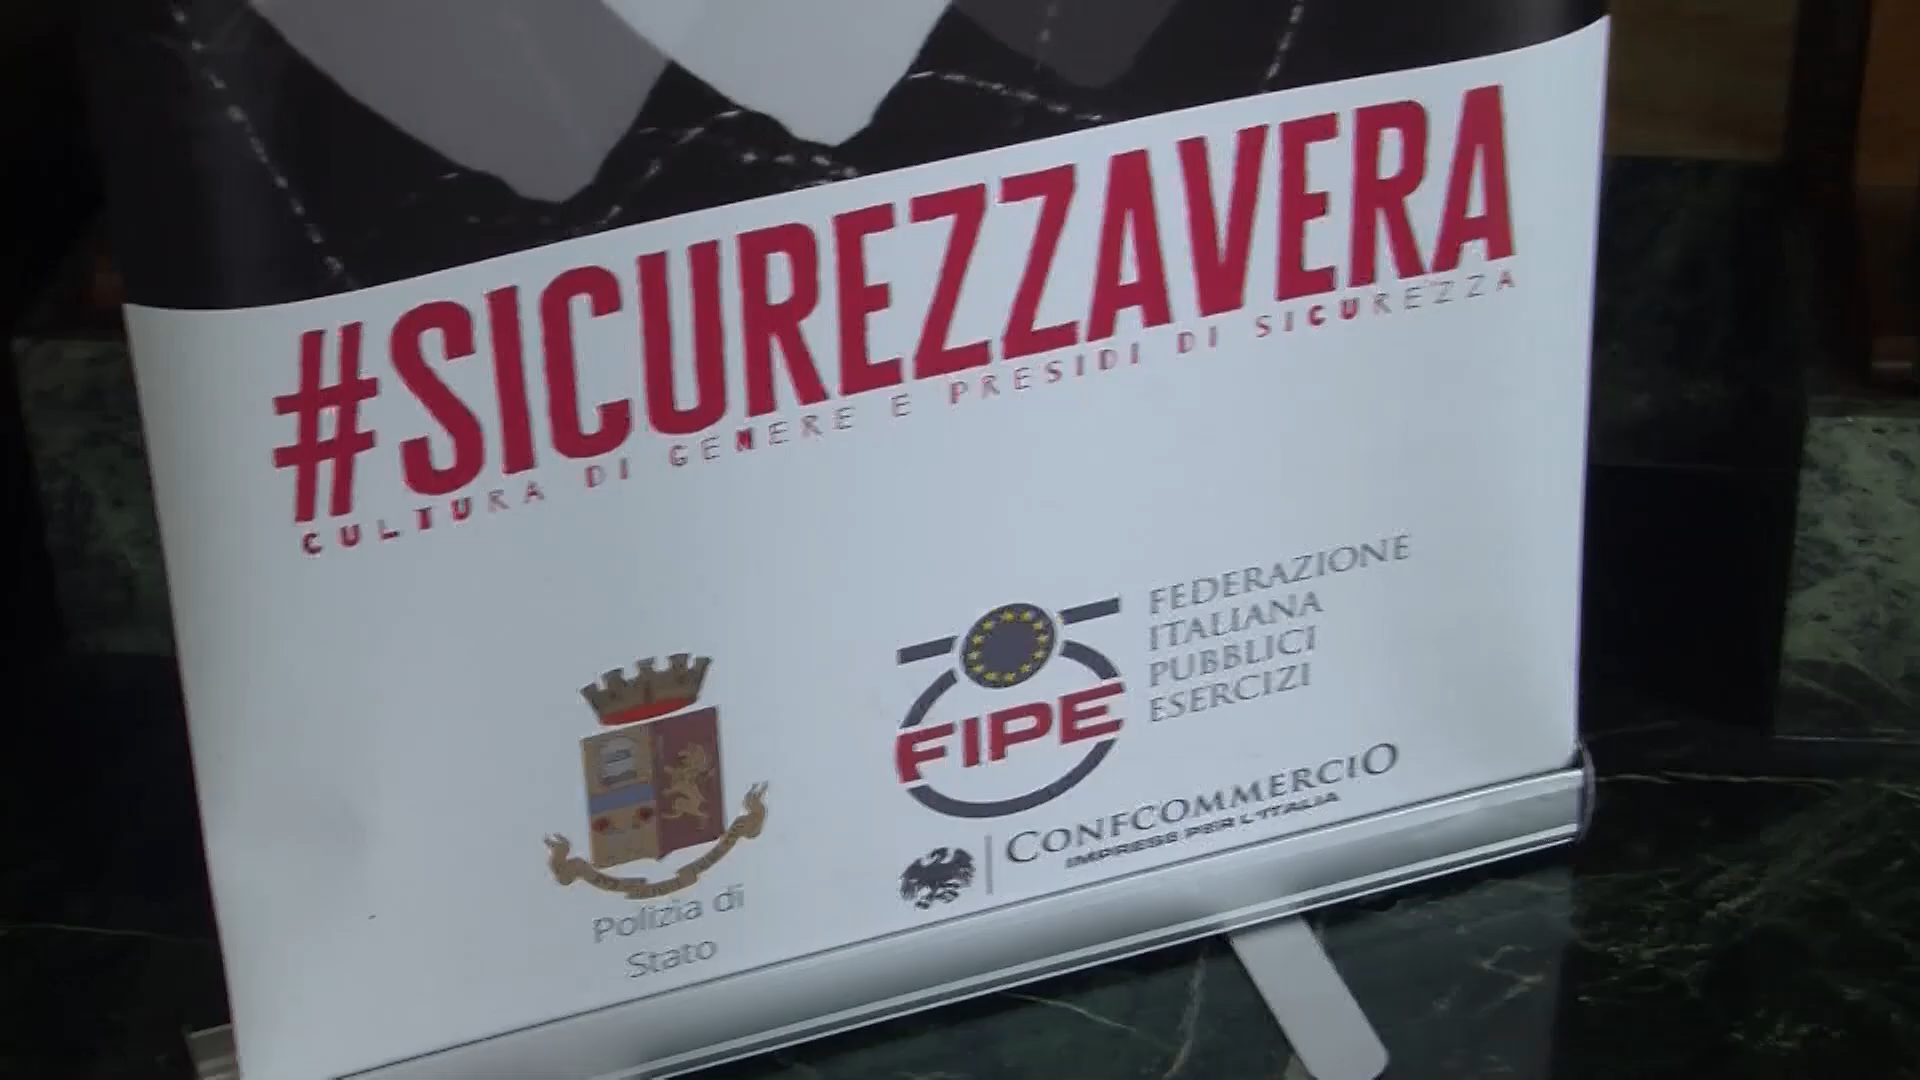 #SICUREZZAVERA
CULTURA DI GENERE E PRESIDI DI SICUREZZA
FEDERAZIONE
ITALIANA
PUBBLICI
ESERCIZI
FIPE
CONFCOMMERCIO
IMPRESE PER L'ITALIA
Polizia di
Stato